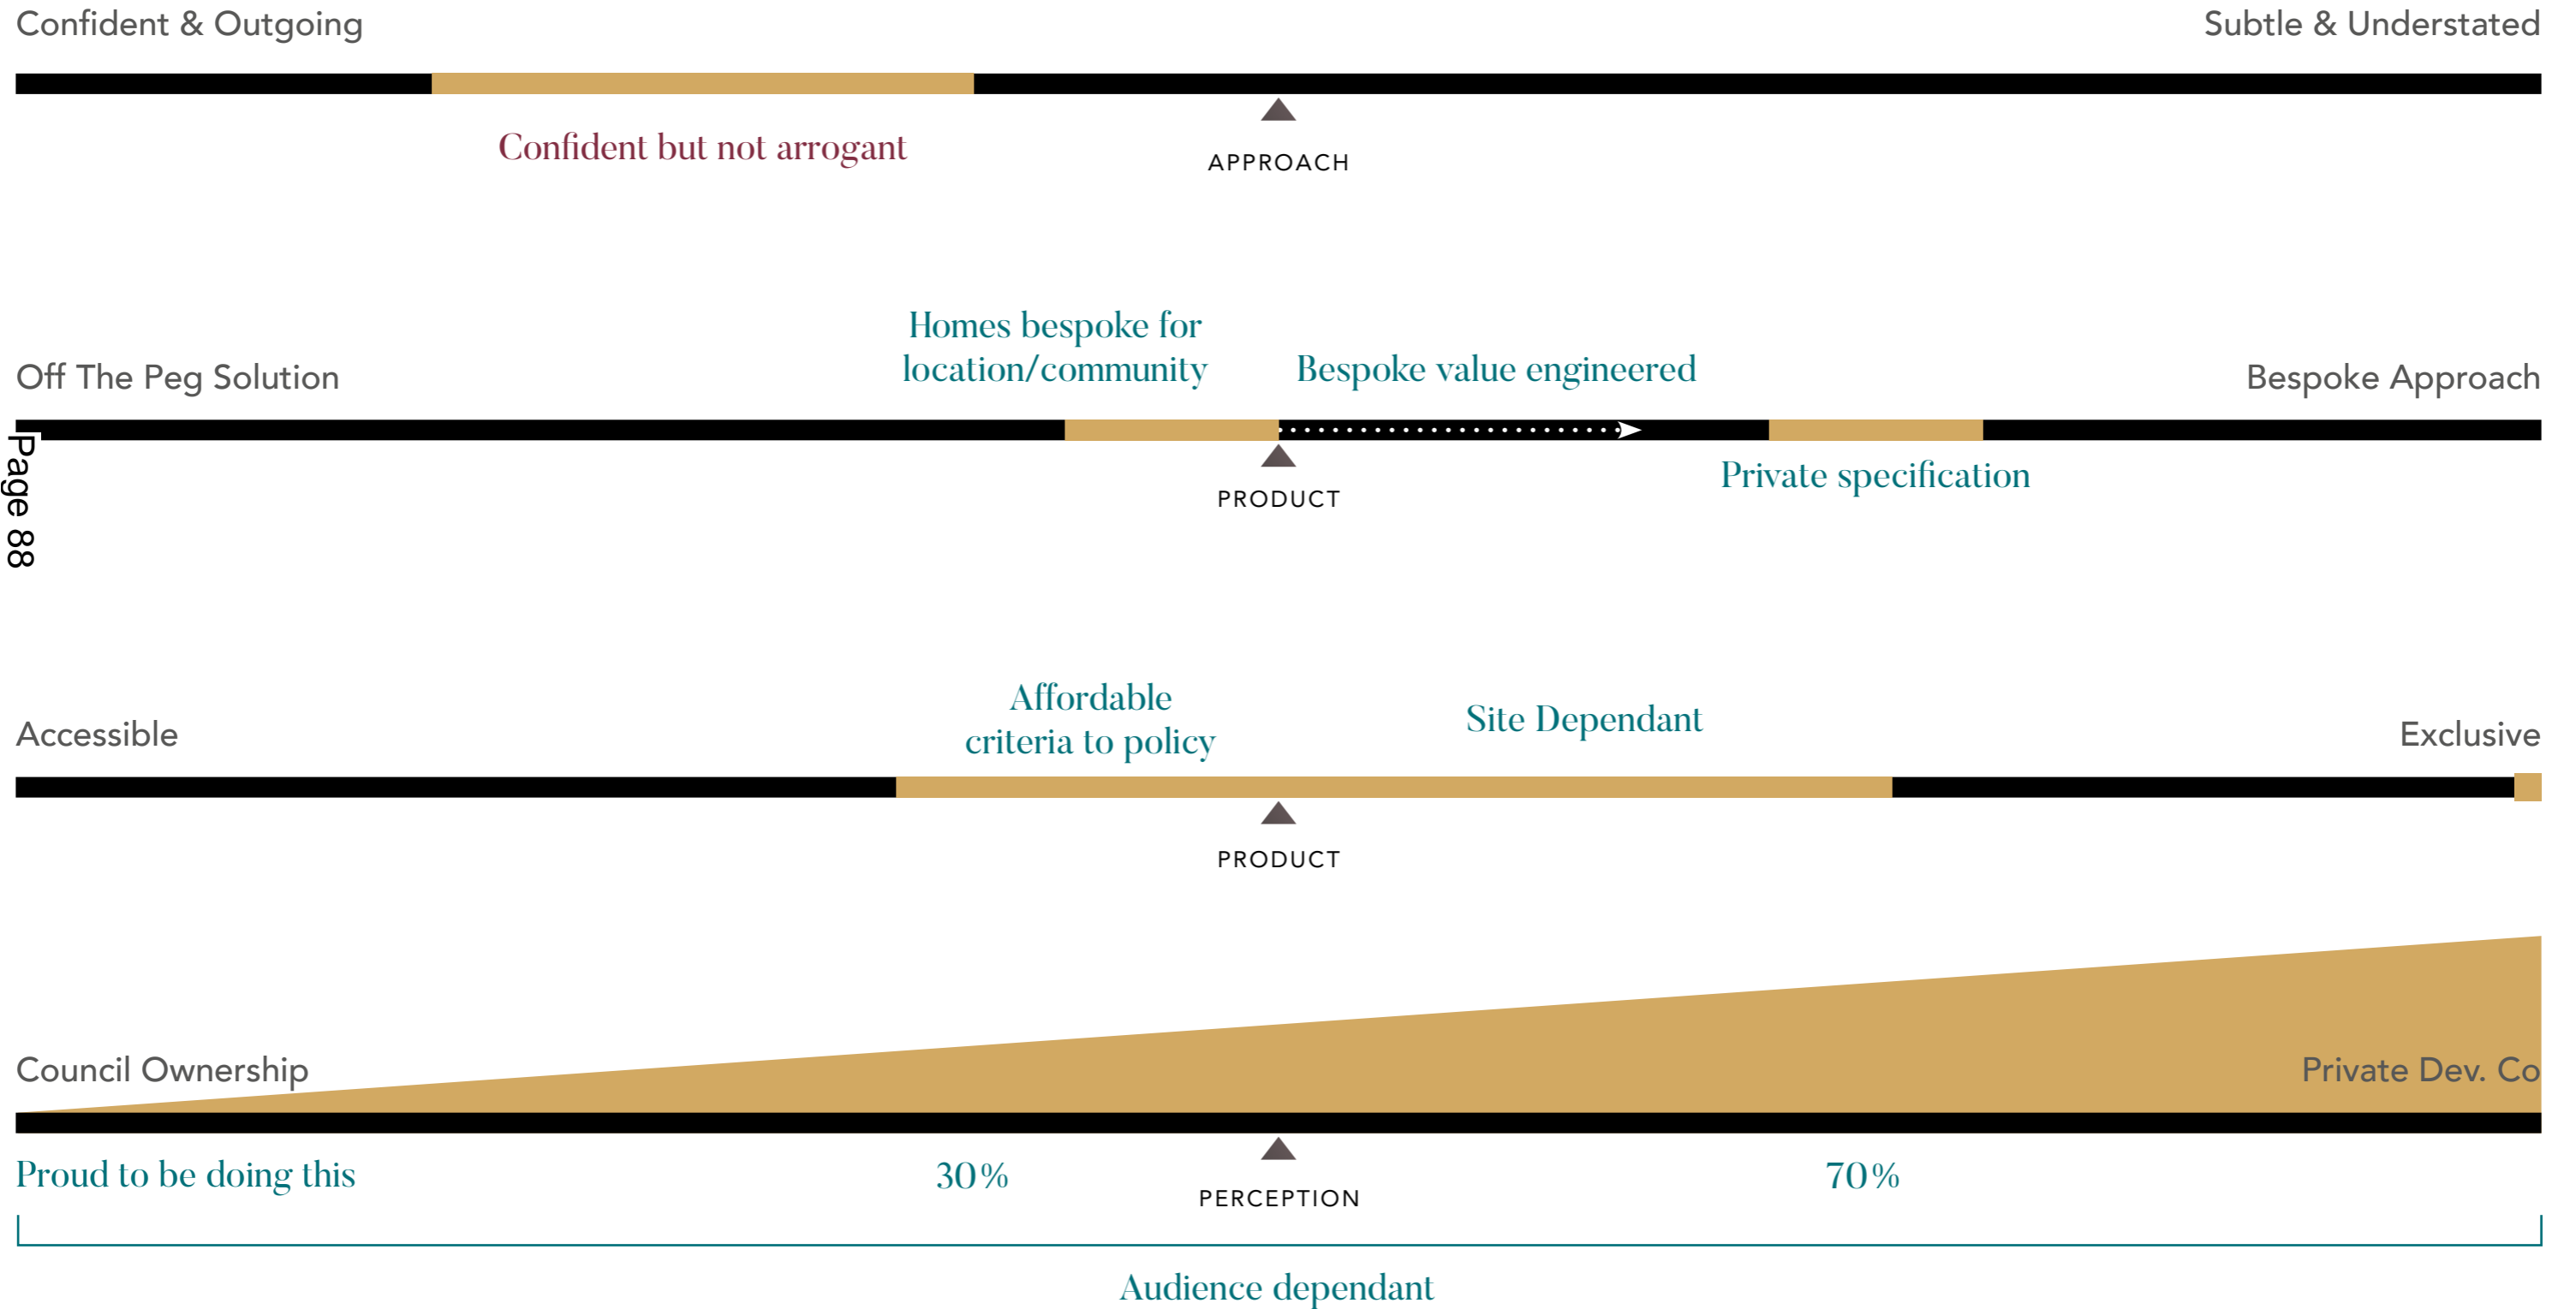 Confident & Outgoing
Subtle & Understated
Confident but not arrogant
APPROACH
Homes bespoke for
location/community
Bespoke value engineered
Off The Peg Solution
Bespoke Approach
Private specification
PRODUCT
Page 88
Affordable
criteria to policy
Site Dependant
Accessible
Exclusive
PRODUCT
Council Ownership
Private Dev. Co
Proud to be doing this
30%
70%
PERCEPTION
Audience dependant